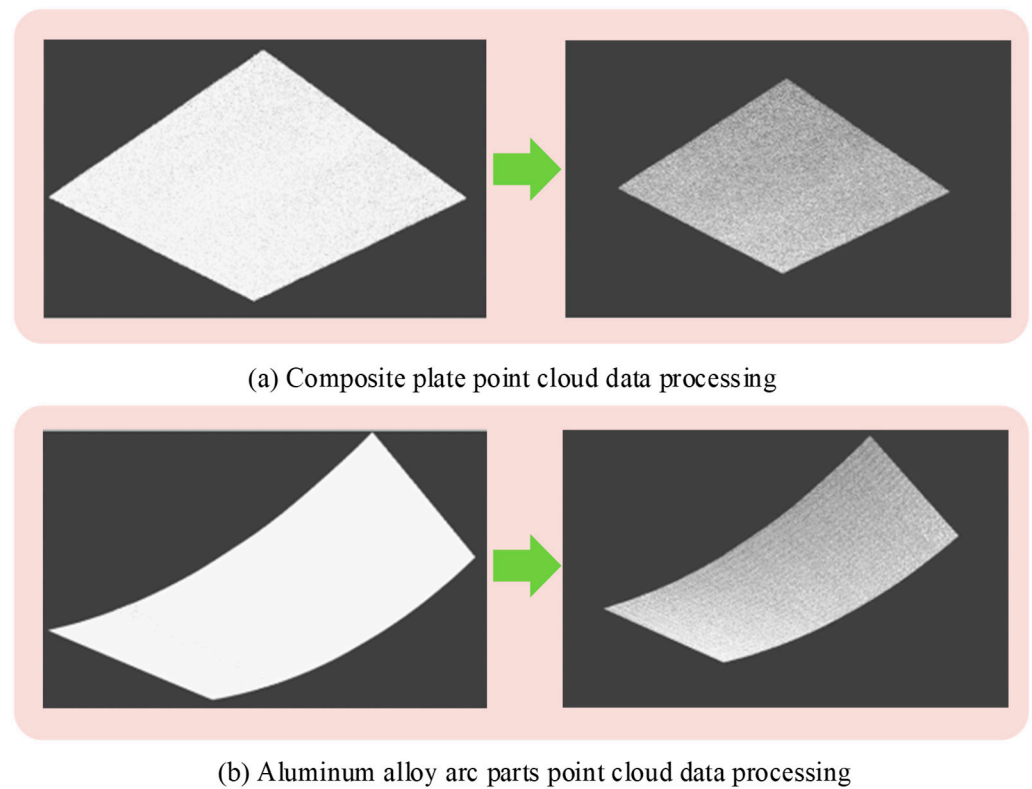 (a) Composite plate point cloud data processing
(b) Aluminum alloy arc parts point cloud data processing